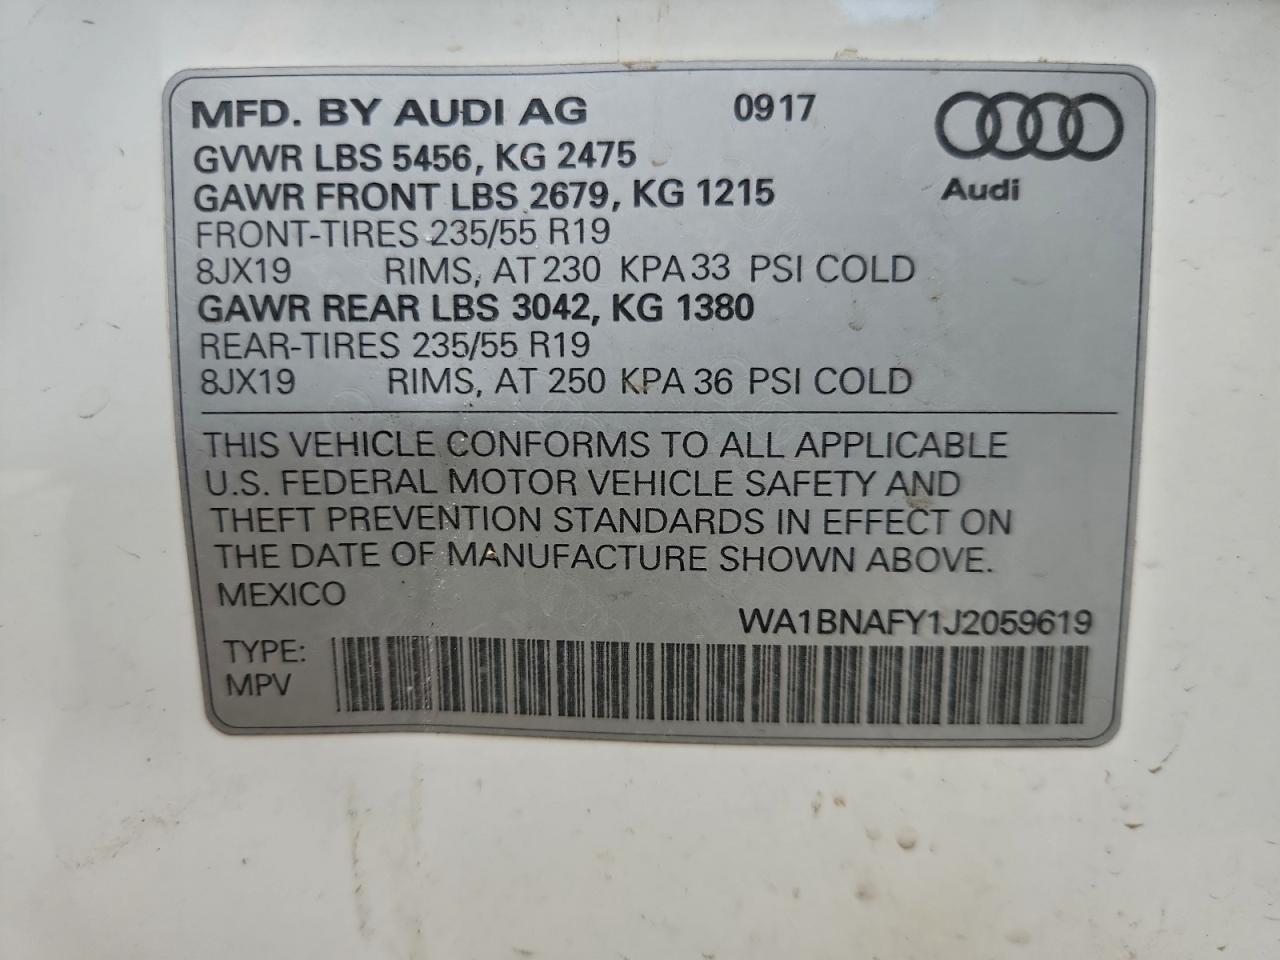 MFD. BY AUDI AG 0917
GVWR LBS 5456, KG 2475
GAWR FRONT LBS 2679, KG 1215
Audi
FRONT-TIRES 235/55 R19
8JX19 RIMS, AT 230 KPA 33 PSI COLD
GAWR REAR LBS 3042, KG 1380
REAR-TIRES 235/55 R19
8JX19 RIMS, AT 250 KPA 36 PSI COLD
THIS VEHICLE CONFORMS TO ALL APPLICABLE
U.S. FEDERAL MOTOR VEHICLE SAFETY AND
THEFT PREVENTION STANDARDS IN EFFECT ON
THE DATE OF MANUFACTURE SHOWN ABOVE.
MEXICO
WA1BNAFY1J2059619
TYPE:
MPV